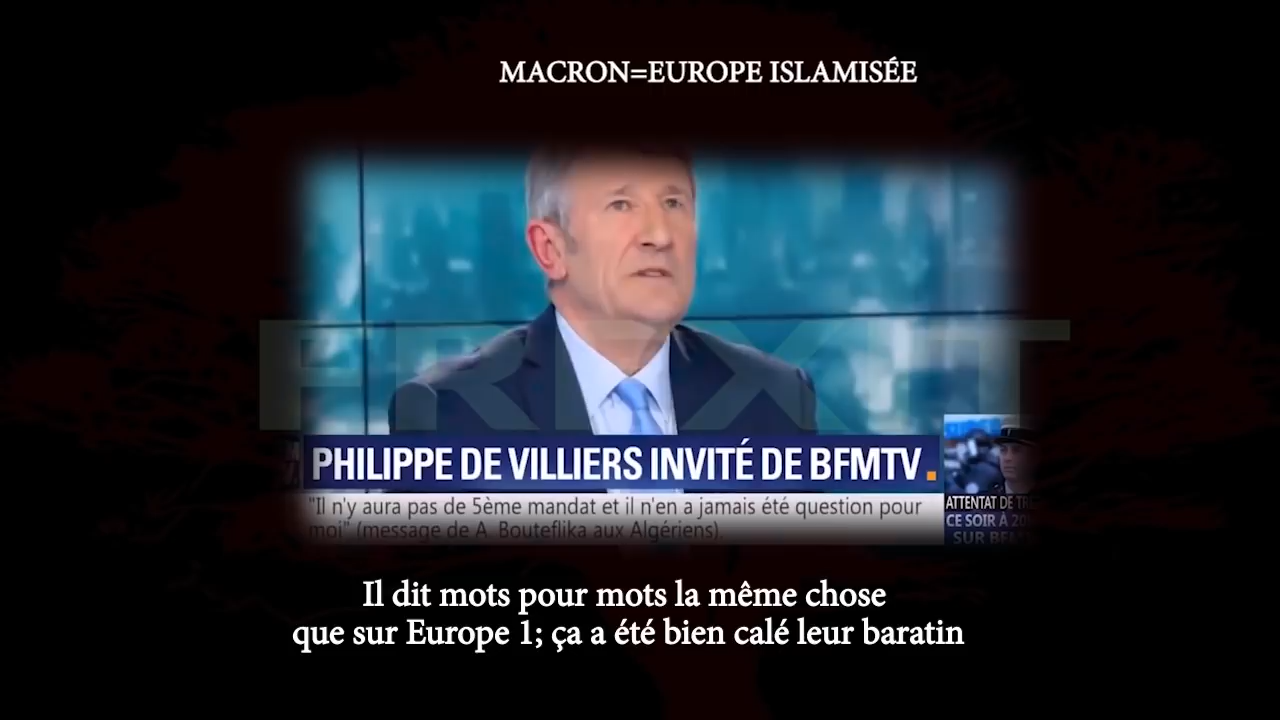 MACRON=EUROPE ISLAMISÉE
PHILIPPE DE VILLIERS INVITÉ DE BFMTV.
"Il n'y aura pas de 5ème mandat et il n'en a jamais été question pour
moi" (message de A. Bouteflika aux Algériens).
ATTENTAT DE
CE SOIR À
SUR
Il dit mots pour mots la même chose
que sur Europe 1; ça a été bien calé leur baratin